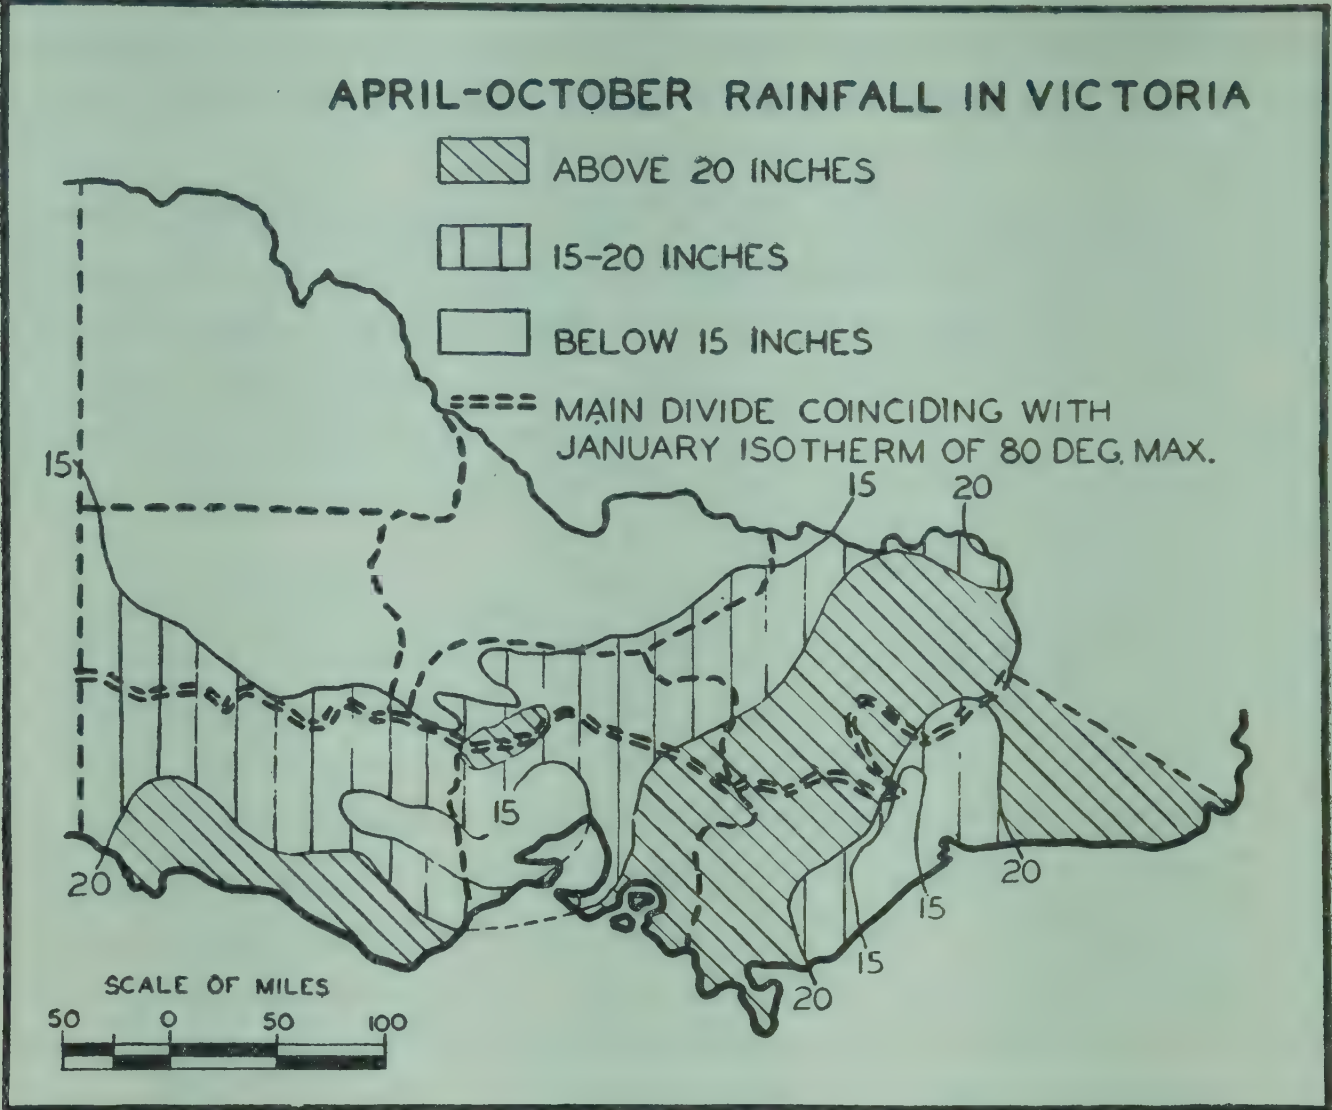 APRIL-OCTOBER RAINFALL IN VICTORIA
ABOVE 20 INCHES
15-20 INCHES
BELOW 15 INCHES
MAIN DIVIDE COINCIDING WITH
JANUARY ISOTHERM OF 80 DEG. MAX.
15
15
20
15
20
20
15
15
20
SCALE OF MILES
50 0 50 100